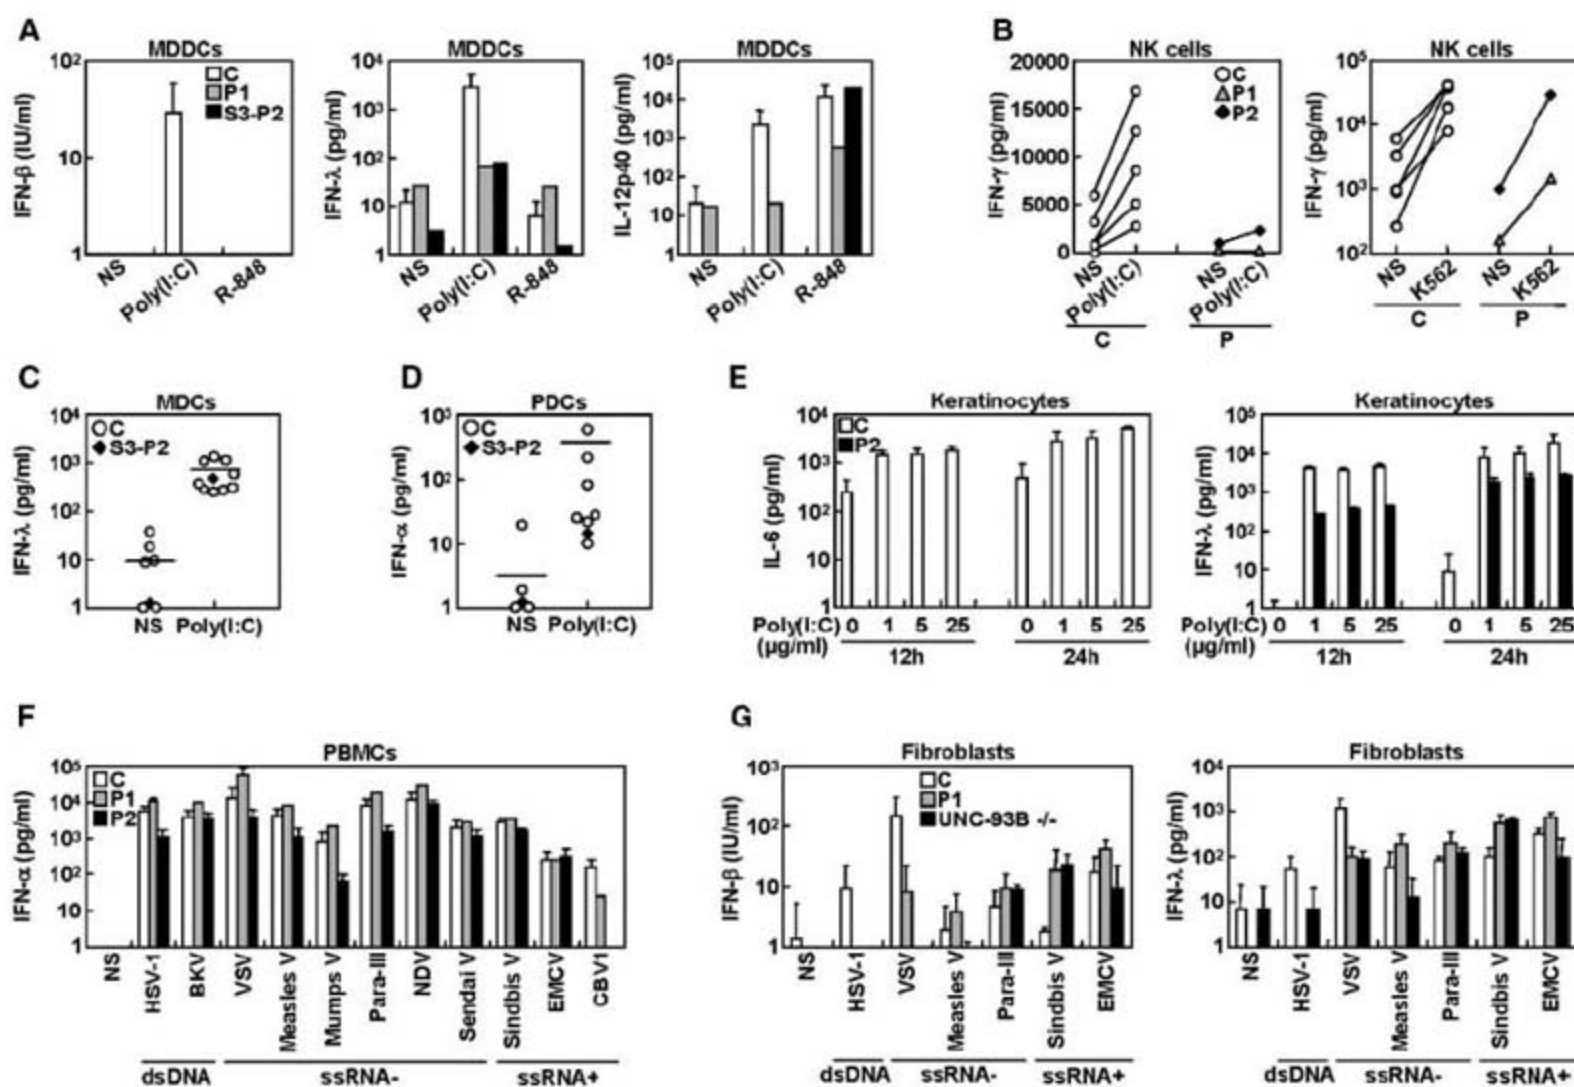 A
MDDCs
IFN-β (IU/ml)
10²
10
1
NS
Poly(I:C)
R-848
C
P1
S3-P2
MDDCs
IFN-λ (pg/ml)
10⁴
10³
10²
10
1
NS
Poly(I:C)
R-848
MDDCs
IL-12p40 (pg/ml)
10⁵
10⁴
10³
10²
10
1
NS
Poly(I:C)
R-848
B
NK cells
IFN-γ (pg/ml)
20000
15000
10000
5000
0
C
P1
P2
NS
Poly(I:C)
NS
Poly(I:C)
C
P
NK cells
IFN-γ (pg/ml)
10⁵
10⁴
10³
10²
NS
K562
NS
K562
C
P
C
MDCs
IFN-λ (pg/ml)
10⁴
10³
10²
10
1
C
S3-P2
NS Poly(I:C)
D
PDCs
IFN-α (pg/ml)
10⁵
10⁴
10²
10
1
C
S3-P2
NS Poly(I:C)
E
Keratinocytes
IL-6 (pg/ml)
10⁴
10³
10²
10
1
C
P2
Poly(I:C) 0 1 5 25 0 1 5 25
(µg/ml) 12h 24h
Keratinocytes
IFN-λ (pg/ml)
10⁵
10⁴
10³
10²
10
1
Poly(I:C) 0 1 5 25 0 1 5 25
(µg/ml) 12h 24h
F
PBMCs
IFN-α (pg/ml)
10⁵
10⁴
10³
10²
10
1
C
P1
P2
NS
HSV-1
BKV
VSV
Measles V
Mumps V
Para-III
NDV
Sendai V
Sindbis V
EMCV
CBV1
dsDNA ssRNA- ssRNA+
G
Fibroblasts
IFN-β (IU/ml)
10³
10²
10
1
C
P1
UNC-93B -/-
NS
HSV-1
VSV
Measles V
Para-III
Sindbis V
EMCV
dsDNA ssRNA- ssRNA+
Fibroblasts
IFN-λ (pg/ml)
10⁴
10³
10²
10
1
NS
HSV-1
VSV
Measles V
Para-III
Sindbis V
EMCV
dsDNA ssRNA- ssRNA+